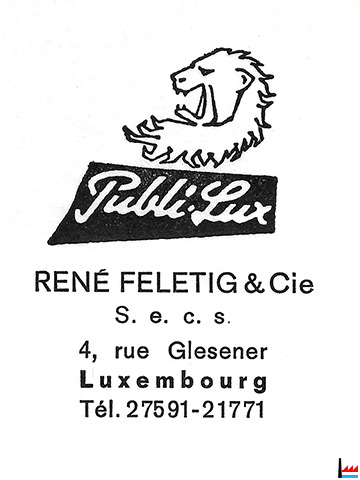 Publi-Lux
RENÉ FELETIG & Cie
S. e. c. s.
4, rue Glesener
Luxembourg
Tél. 27591-21771